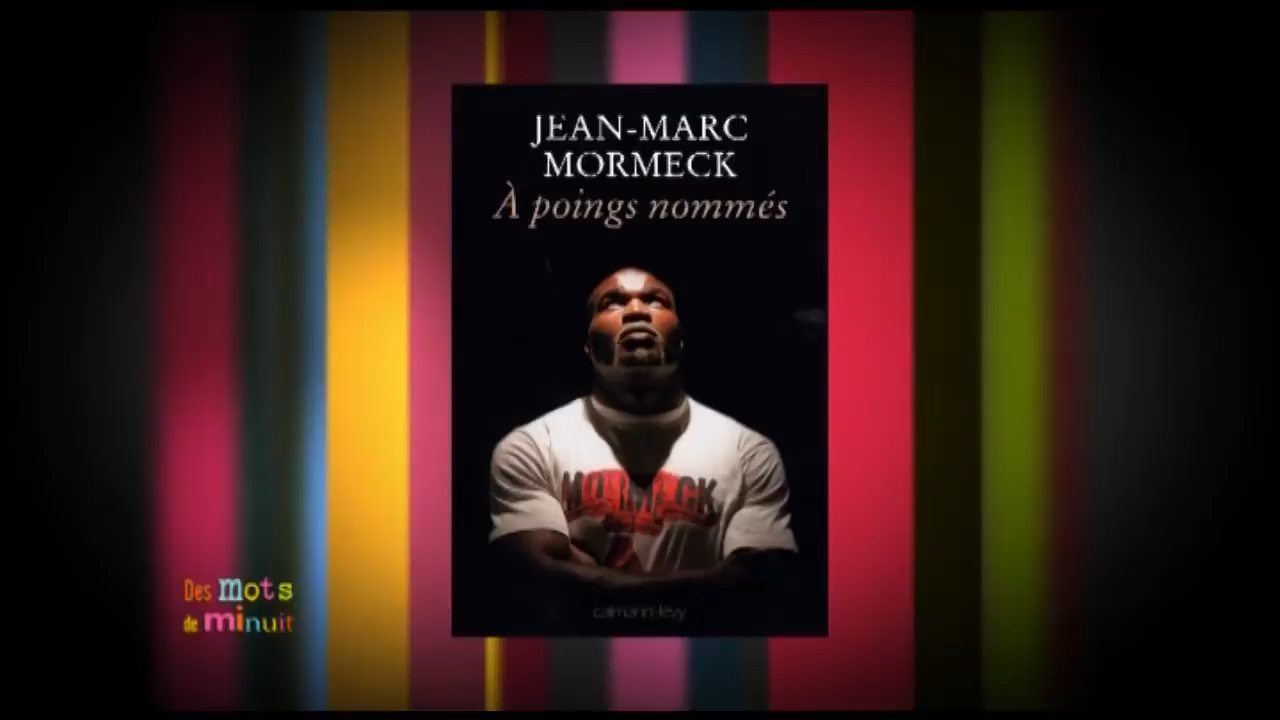 JEAN-MARC
MORMECK
À poings nommés
MORMECK
calmann-lévy
Des mots
de minuit